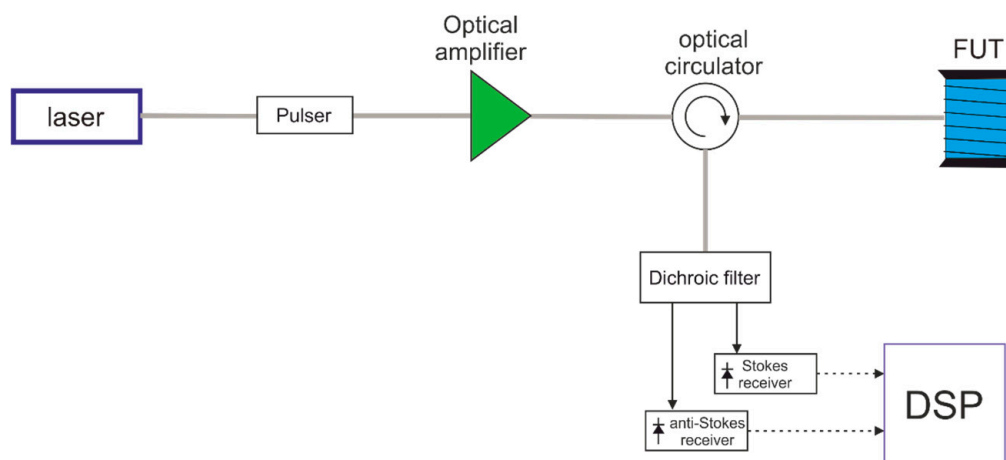 Optical
amplifier
optical
circulator
FUT
laser
Pulser
Dichroic filter
Stokes
receiver
anti-Stokes
receiver
DSP